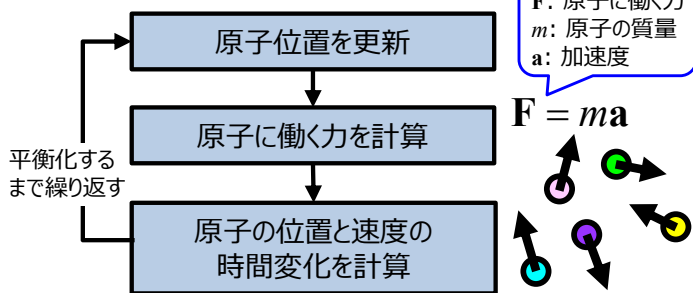 原子位置を更新
原子に働く力を計算
原子の位置と速度の
時間変化を計算
平衡化する
まで繰り返す
F: 原子に働く力
m: 原子の質量
a: 加速度
F = ma